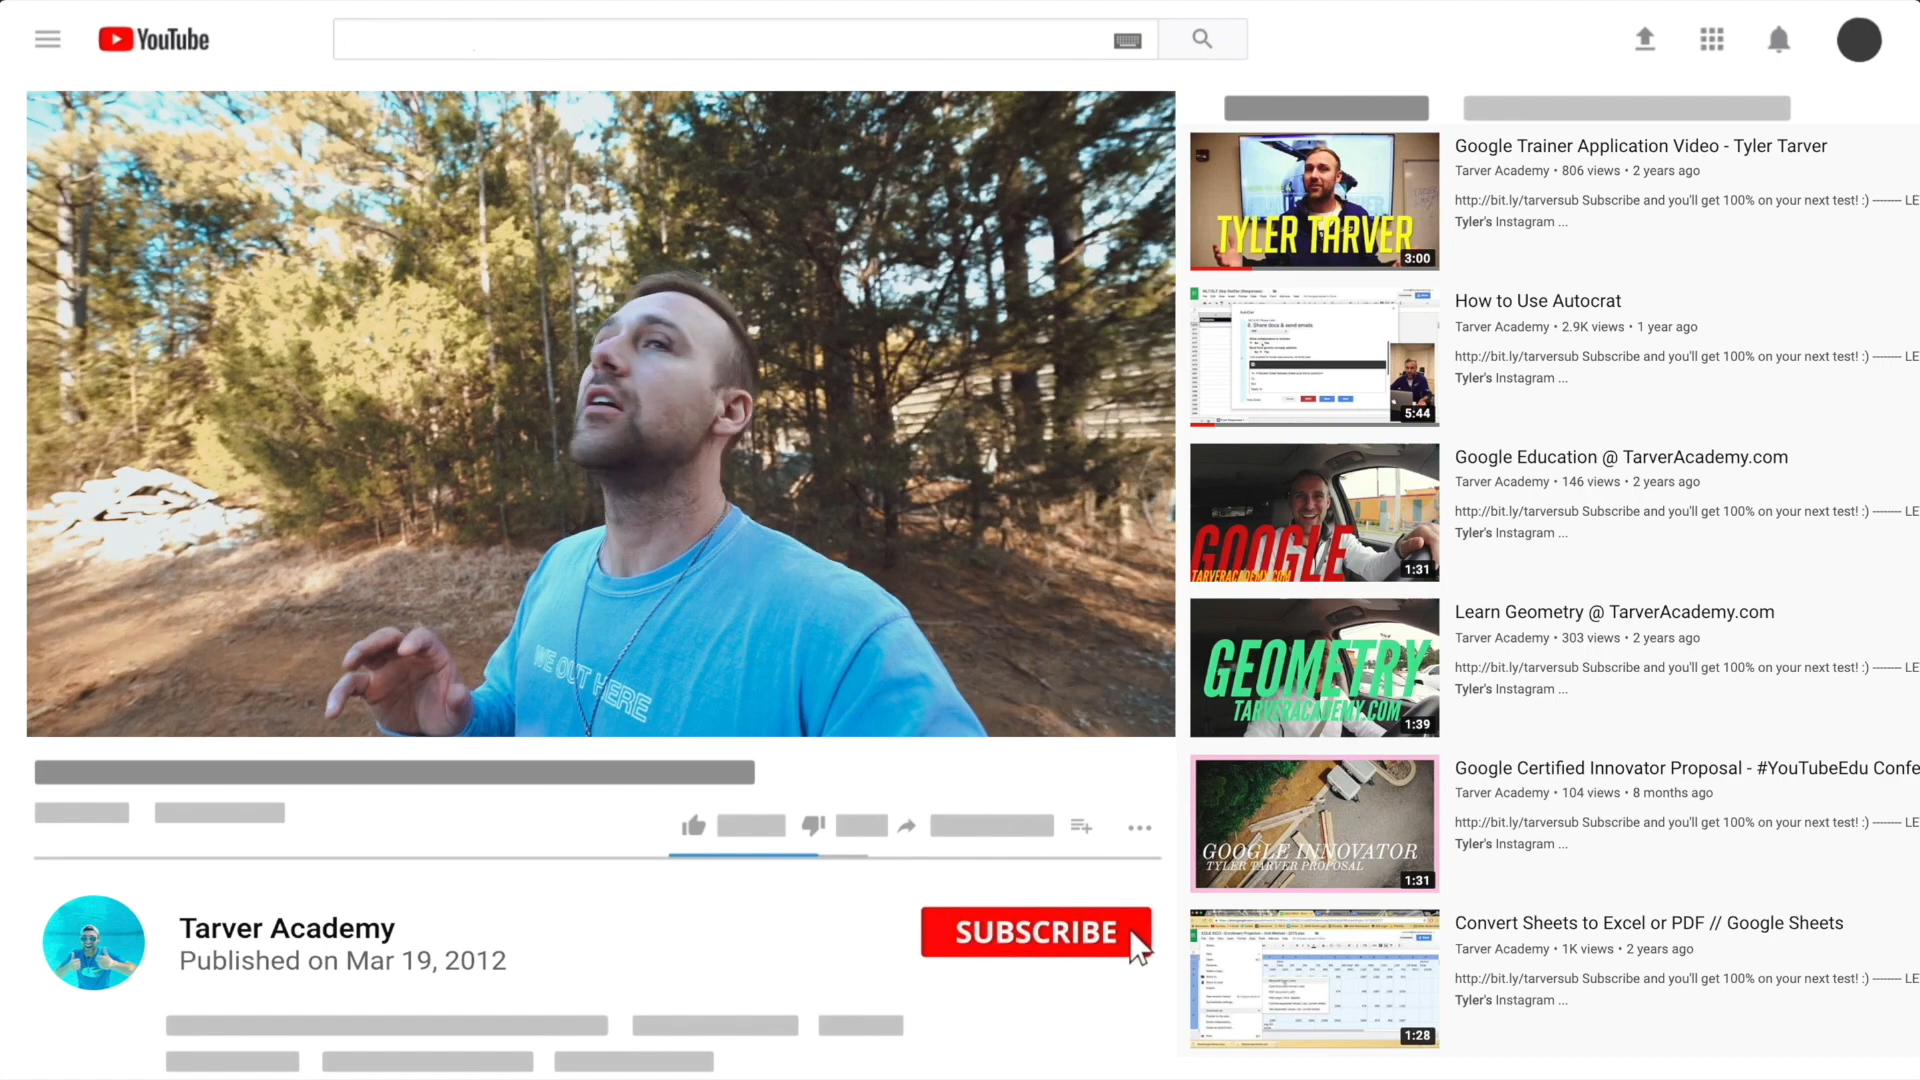 YouTube
WE OUT HERE
Tarver Academy
Published on Mar 19, 2012
SUBSCRIBE
TYLER TARVER
3:00
Google Trainer Application Video - Tyler Tarver
Tarver Academy • 806 views • 2 years ago
http://bit.ly/tarversub Subscribe and you'll get 100% on your next test! :) -------- LE
Tyler's Instagram ...
8. Share docs & send emails
5:44
How to Use Autocrat
Tarver Academy • 2.9K views • 1 year ago
http://bit.ly/tarversub Subscribe and you'll get 100% on your next test! :) -------- LE
Tyler's Instagram ...
GOOGLE
TARVERACADEMY.COM
1:31
Google Education @ TarverAcademy.com
Tarver Academy • 146 views • 2 years ago
http://bit.ly/tarversub Subscribe and you'll get 100% on your next test! :) -------- LE
Tyler's Instagram ...
GEOMETRY
TARVERACADEMY.COM
1:39
Learn Geometry @ TarverAcademy.com
Tarver Academy • 303 views • 2 years ago
http://bit.ly/tarversub Subscribe and you'll get 100% on your next test! :) -------- LE
Tyler's Instagram ...
GOOGLE INNOVATOR
TYLER TARVER PROPOSAL
1:31
Google Certified Innovator Proposal - #YouTubeEdu Confe
Tarver Academy • 104 views • 8 months ago
http://bit.ly/tarversub Subscribe and you'll get 100% on your next test! :) -------- LE
Tyler's Instagram ...
1:28
Convert Sheets to Excel or PDF // Google Sheets
Tarver Academy • 1K views • 2 years ago
http://bit.ly/tarversub Subscribe and you'll get 100% on your next test! :) -------- LE
Tyler's Instagram ...